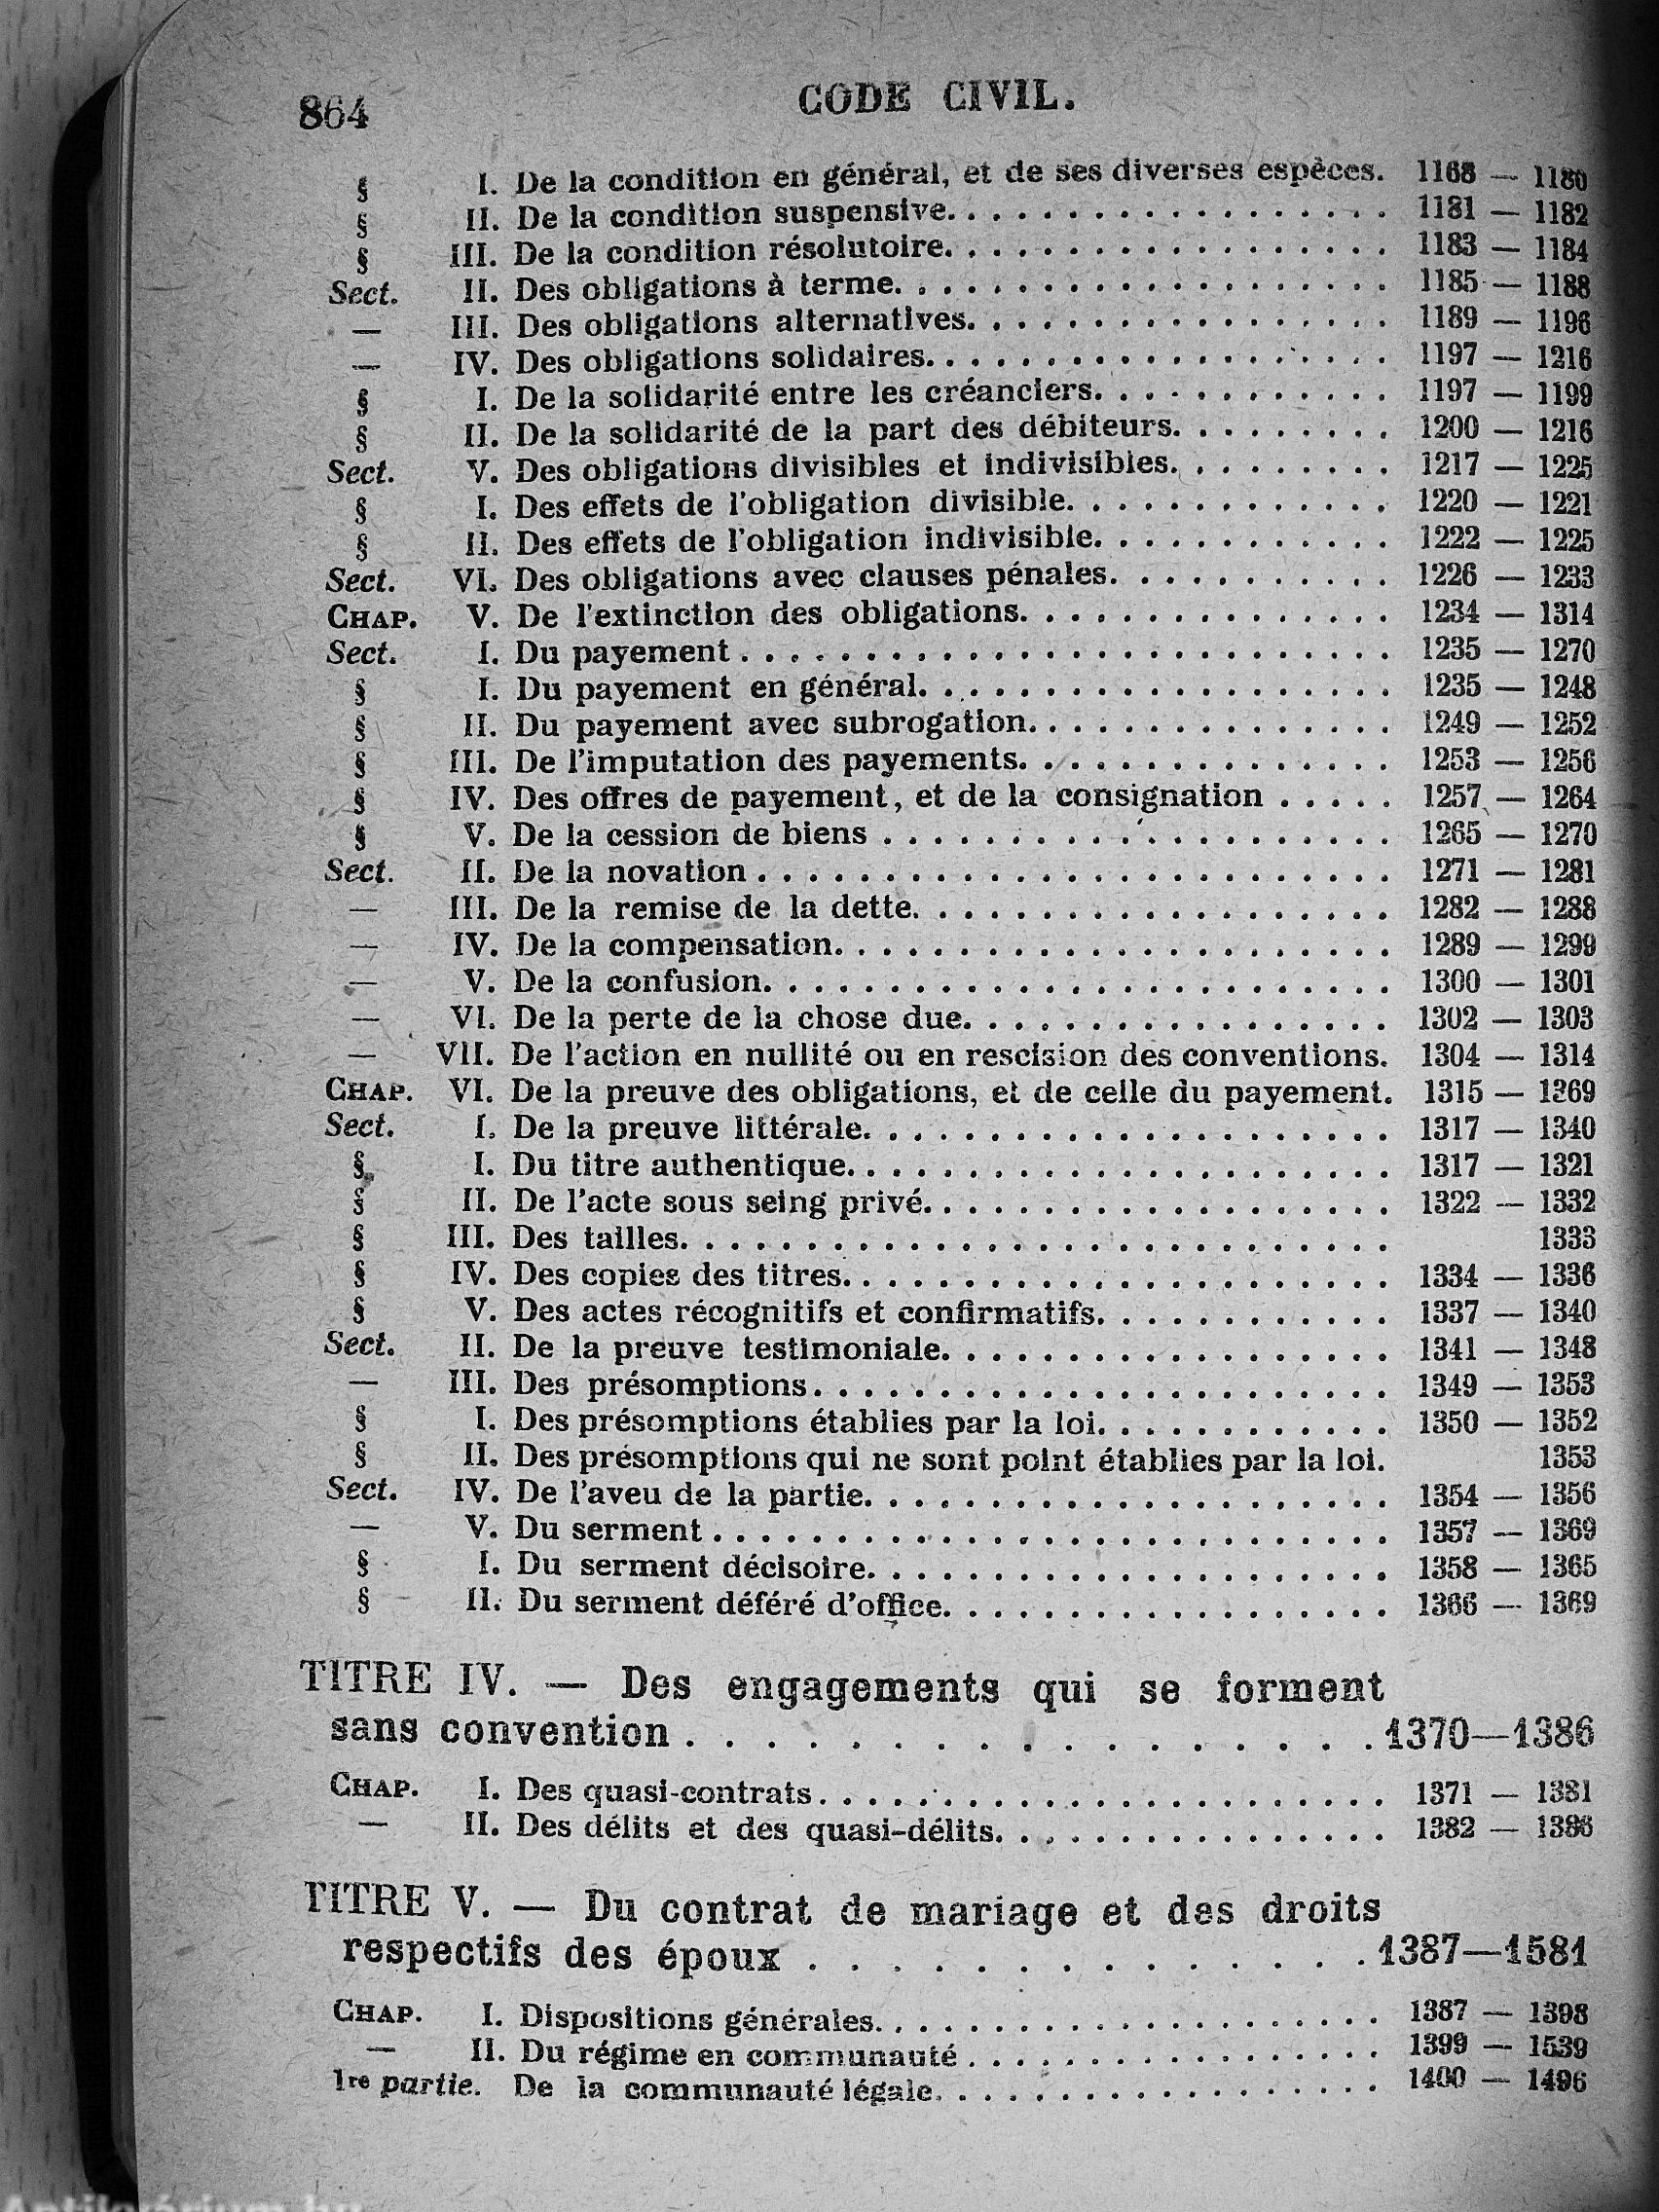 864
CODE CIVIL.
§ I. De la condition en général, et de ses diverses espèces. 1168 — 1180
§ II. De la condition suspensive. . . . . . . . . . . . . . . . . . 1181 — 1182
§ III. De la condition résolutoire. . . . . . . . . . . . . . . . . . 1183 — 1184
Sect. II. Des obligations à terme. . . . . . . . . . . . . . . . . . . . 1185 — 1188
— III. Des obligations alternatives. . . . . . . . . . . . . . . . . 1189 — 1196
— IV. Des obligations solidaires. . . . . . . . . . . . . . . . . . . 1197 — 1216
§ I. De la solidarité entre les créanciers. . . . . . . . . . . . 1197 — 1199
§ II. De la solidarité de la part des débiteurs. . . . . . . . . 1200 — 1216
Sect. V. Des obligations divisibles et indivisibles. . . . . . . . . 1217 — 1225
§ I. Des effets de l'obligation divisible. . . . . . . . . . . . . 1220 — 1221
§ II. Des effets de l'obligation indivisible. . . . . . . . . . . . 1222 — 1225
Sect. VI. Des obligations avec clauses pénales. . . . . . . . . . . 1226 — 1233
CHAP. V. De l'extinction des obligations. . . . . . . . . . . . . . . 1234 — 1314
Sect. I. Du payement . . . . . . . . . . . . . . . . . . . . . . . . . . 1235 — 1270
§ I. Du payement en général. . . . . . . . . . . . . . . . . . . 1235 — 1248
§ II. Du payement avec subrogation. . . . . . . . . . . . . . . 1249 — 1252
§ III. De l'imputation des payements. . . . . . . . . . . . . . . 1253 — 1256
§ IV. Des offres de payement, et de la consignation . . . . . 1257 — 1264
§ V. De la cession de biens . . . . . . . . . . . . . . . . . . . . 1265 — 1270
Sect. II. De la novation . . . . . . . . . . . . . . . . . . . . . . . . . 1271 — 1281
— III. De la remise de la dette. . . . . . . . . . . . . . . . . . . 1282 — 1288
— IV. De la compensation. . . . . . . . . . . . . . . . . . . . . . 1289 — 1299
— V. De la confusion. . . . . . . . . . . . . . . . . . . . . . . . . 1300 — 1301
— VI. De la perte de la chose due. . . . . . . . . . . . . . . . . 1302 — 1303
— VII. De l'action en nullité ou en rescision des conventions. 1304 — 1314
CHAP. VI. De la preuve des obligations, et de celle du payement. 1315 — 1369
Sect. I. De la preuve littérale. . . . . . . . . . . . . . . . . . . . . 1317 — 1340
§ I. Du titre authentique. . . . . . . . . . . . . . . . . . . . . . 1317 — 1321
§ II. De l'acte sous seing privé. . . . . . . . . . . . . . . . . . . 1322 — 1332
§ III. Des tailles. . . . . . . . . . . . . . . . . . . . . . . . . . . . 1333
§ IV. Des copies des titres. . . . . . . . . . . . . . . . . . . . . . 1334 — 1336
§ V. Des actes récognitifs et confirmatifs. . . . . . . . . . . . 1337 — 1340
Sect. II. De la preuve testimoniale. . . . . . . . . . . . . . . . . . 1341 — 1348
— III. Des présomptions. . . . . . . . . . . . . . . . . . . . . . . 1349 — 1353
§ I. Des présomptions établies par la loi. . . . . . . . . . . . 1350 — 1352
§ II. Des présomptions qui ne sont point établies par la loi. 1353
Sect. IV. De l'aveu de la partie. . . . . . . . . . . . . . . . . . . . . 1354 — 1356
— V. Du serment . . . . . . . . . . . . . . . . . . . . . . . . . . . 1357 — 1369
§ I. Du serment décisoire. . . . . . . . . . . . . . . . . . . . . 1358 — 1365
§ II. Du serment déféré d'office. . . . . . . . . . . . . . . . . . 1366 — 1369
TITRE IV. — Des engagements qui se forment
sans convention . . . . . . . . . . . . . . . . . 1370—1386
CHAP. I. Des quasi-contrats. . . . . . . . . . . . . . . . . . . . . . . 1371 — 1381
— II. Des délits et des quasi-délits. . . . . . . . . . . . . . . . 1382 — 1386
TITRE V. — Du contrat de mariage et des droits
respectifs des époux . . . . . . . . . . . . . . 1387—1581
CHAP. I. Dispositions générales. . . . . . . . . . . . . . . . . . . . . 1387 — 1398
— II. Du régime en communauté . . . . . . . . . . . . . . . . . 1399 — 1539
1re partie. De la communauté légale. . . . . . . . . . . . . . . . . . 1400 — 1496